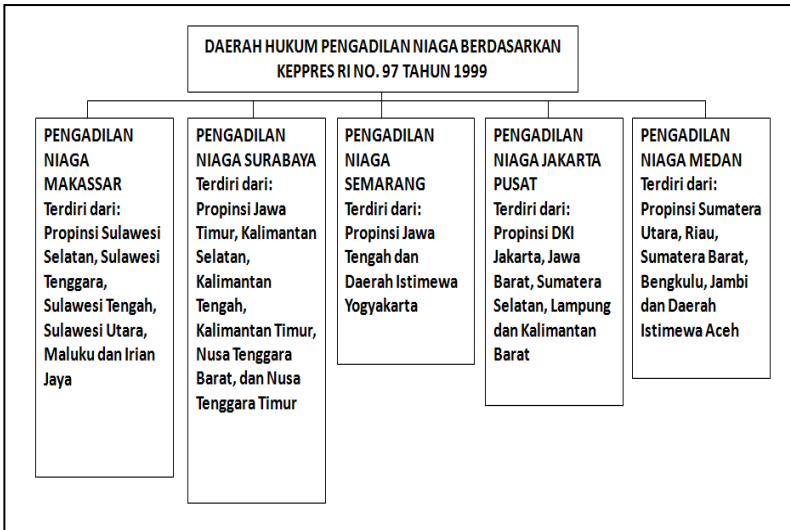 DAERAH HUKUM PENGADILAN NIAGA BERDASARKAN
KEPPRES RI NO. 97 TAHUN 1999
PENGADILAN
NIAGA
MAKASSAR
Terdiri dari:
Propinsi Sulawesi
Selatan, Sulawesi
Tenggara,
Sulawesi Tengah,
Sulawesi Utara,
Maluku dan Irian
Jaya
PENGADILAN
NIAGA SURABAYA
Terdiri dari:
Propinsi Jawa
Timur, Kalimantan
Selatan,
Kalimantan
Tengah,
Kalimantan Timur,
Nusa Tenggara
Barat, dan Nusa
Tenggara Timur
PENGADILAN
NIAGA
SEMARANG
Terdiri dari:
Propinsi Jawa
Tengah dan
Daerah Istimewa
Yogyakarta
PENGADILAN
NIAGA JAKARTA
PUSAT
Terdiri dari:
Propinsi DKI
Jakarta, Jawa
Barat, Sumatera
Selatan, Lampung
dan Kalimantan
Barat
PENGADILAN
NIAGA MEDAN
Terdiri dari:
Propinsi Sumatera
Utara, Riau,
Sumatera Barat,
Bengkulu, Jambi
dan Daerah
Istimewa Aceh